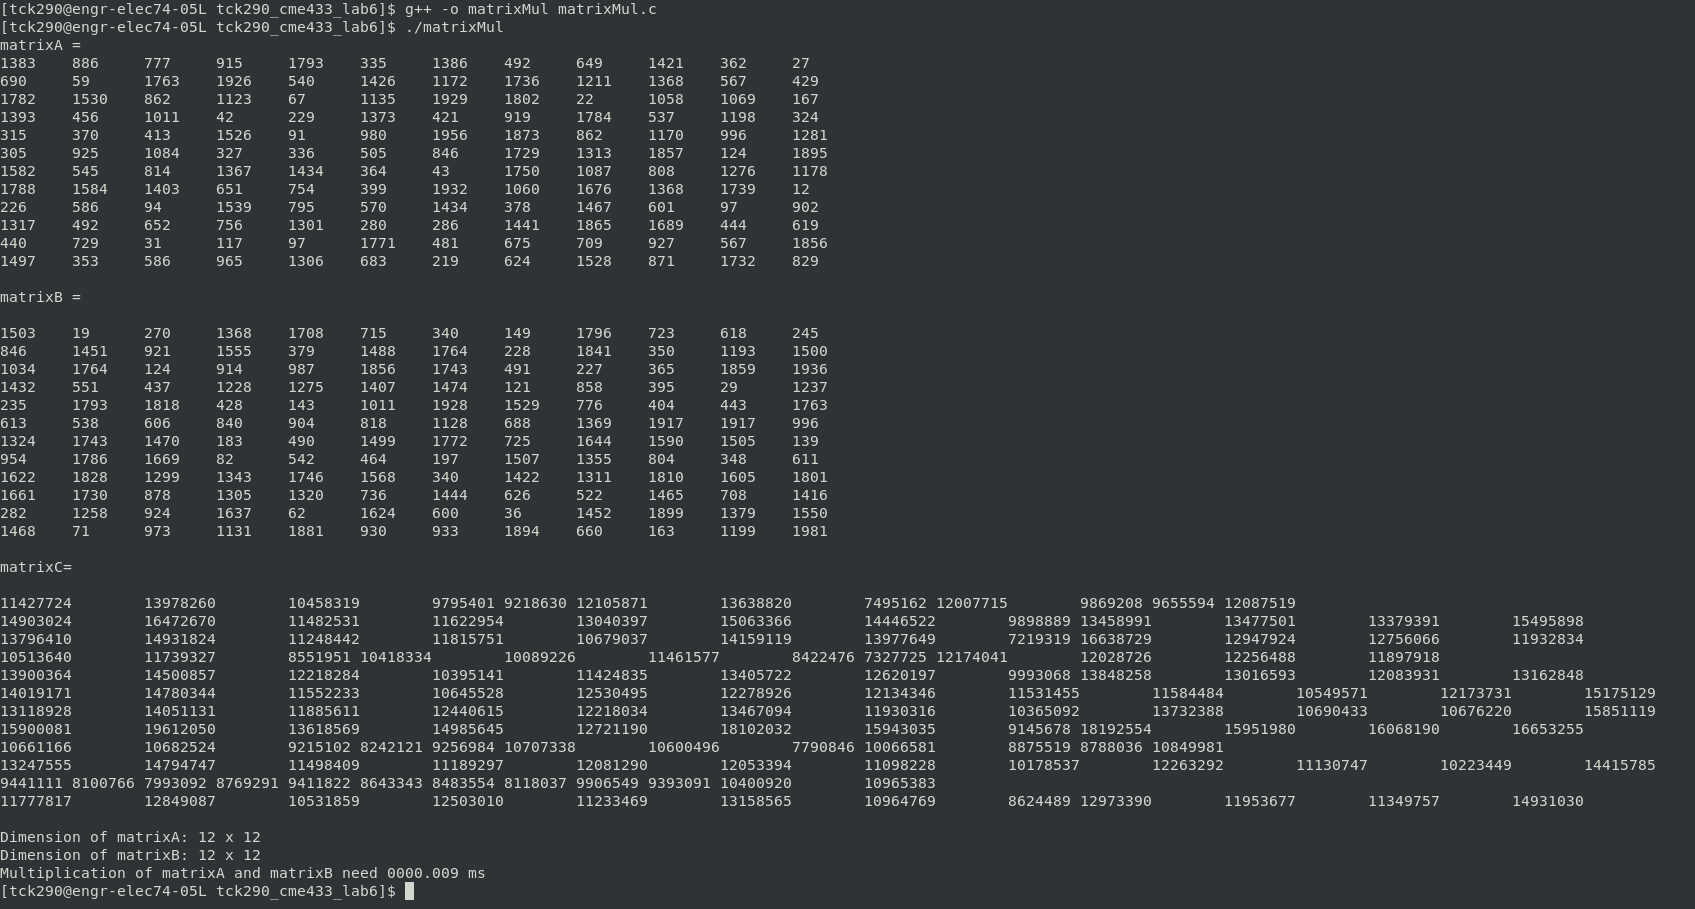 [tck290@engr-elec74-05L tck290_cme433_lab6]$ g++ -o matrixMul matrixMul.c
[tck290@engr-elec74-05L tck290_cme433_lab6]$ ./matrixMul
matrixA =
1383 886 777 915 1793 335 1386 492 649 1421 362 27
690 59 1763 1926 540 1426 1172 1736 1211 1368 567 429
1782 1530 862 1123 67 1135 1929 1802 22 1058 1069 167
1393 456 1011 42 229 1373 421 919 1784 537 1198 324
315 370 413 1526 91 980 1956 1873 862 1170 996 1281
305 925 1084 327 336 505 846 1729 1313 1857 124 1895
1582 545 814 1367 1434 364 43 1750 1087 808 1276 1178
1788 1584 1403 651 754 399 1932 1060 1676 1368 1739 12
226 586 94 1539 795 570 1434 378 1467 601 97 902
1317 492 652 756 1301 280 286 1441 1865 1689 444 619
440 729 31 117 97 1771 481 675 709 927 567 1856
1497 353 586 965 1306 683 219 624 1528 871 1732 829
matrixB =
1503 19 270 1368 1708 715 340 149 1796 723 618 245
846 1451 921 1555 379 1488 1764 228 1841 350 1193 1500
1034 1764 124 914 987 1856 1743 491 227 365 1859 1936
1432 551 437 1228 1275 1407 1474 121 858 395 29 1237
235 1793 1818 428 143 1011 1928 1529 776 404 443 1763
613 538 606 840 904 818 1128 688 1369 1917 1917 996
1324 1743 1470 183 490 1499 1772 725 1644 1590 1505 139
954 1786 1669 82 542 464 197 1507 1355 804 348 611
1622 1828 1299 1343 1746 1568 340 1422 1311 1810 1605 1801
1661 1730 878 1305 1320 736 1444 626 522 1465 708 1416
282 1258 924 1637 62 1624 600 36 1452 1899 1379 1550
1468 71 973 1131 1881 930 933 1894 660 163 1199 1981
matrixC=
11427724 13978260 10458319 9795401 9218630 12105871 13638820 7495162 12007715 9869208 9655594 12087519
14903024 16472670 11482531 11622954 13040397 15063366 14446522 9898889 13458991 13477501 13379391 15495898
13796410 14931824 11248442 11815751 10679037 14159119 13977649 7219319 16638729 12947924 12756066 11932834
10513640 11739327 8551951 10418334 10089226 11461577 8422476 7327725 12174041 12028726 12256488 11897918
13900364 14500857 12218284 10395141 11424835 13405722 12620197 9993068 13848258 13016593 12083931 13162848
14019171 14780344 11552233 10645528 12530495 12278926 12134346 11531455 11584484 10549571 12173731 15175129
13118928 14051131 11885611 12440615 12218034 13467094 11930316 10365092 13732388 10690433 10676220 15851119
15900081 19612050 13618569 14985645 12721190 18102032 15943035 9145678 18192554 15951980 16068190 16653255
10661166 10682524 9215102 8242121 9256984 10707338 10600496 7790846 10066581 8875519 8788036 10849981
13247555 14794747 11498409 11189297 12081290 12053394 11098228 10178537 12263292 11130747 10223449 14415785
9441111 8100766 7993092 8769291 9411822 8643343 8483554 8118037 9906549 9393091 10400920 10965383
11777817 12849087 10531859 12503010 11233469 13158565 10964769 8624489 12973390 11953677 11349757 14931030
Dimension of matrixA: 12 x 12
Dimension of matrixB: 12 x 12
Multiplication of matrixA and matrixB need 0000.009 ms
[tck290@engr-elec74-05L tck290_cme433_lab6]$